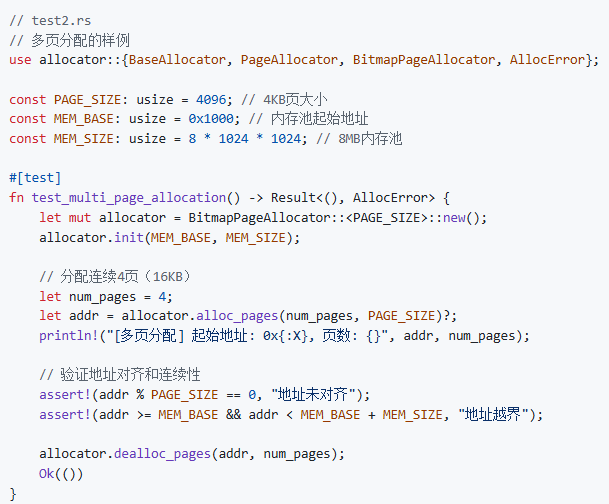 // test2.rs
// 多页分配的样例
use allocator::{BaseAllocator, PageAllocator, BitmapPageAllocator, AllocError};

const PAGE_SIZE: usize = 4096; // 4KB页大小
const MEM_BASE: usize = 0x1000; // 内存池起始地址
const MEM_SIZE: usize = 8 * 1024 * 1024; // 8MB内存池

#[test]
fn test_multi_page_allocation() -> Result<(), AllocError> {
    let mut allocator = BitmapPageAllocator::<PAGE_SIZE>::new();
    allocator.init(MEM_BASE, MEM_SIZE);

    // 分配连续4页（16KB）
    let num_pages = 4;
    let addr = allocator.alloc_pages(num_pages, PAGE_SIZE)?;
    println!("[多页分配] 起始地址: 0x{:X}, 页数: {}", addr, num_pages);

    // 验证地址对齐和连续性
    assert!(addr % PAGE_SIZE == 0, "地址未对齐");
    assert!(addr >= MEM_BASE && addr < MEM_BASE + MEM_SIZE, "地址越界");

    allocator.dealloc_pages(addr, num_pages);
    Ok(())
}